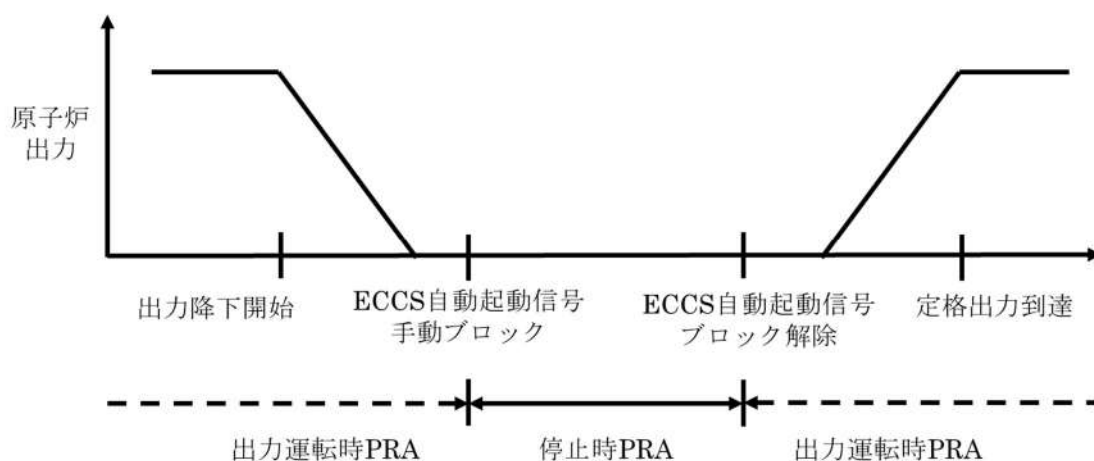 原子炉
出力
出力降下開始
ECCS自動起動信号
手動ブロック
ECCS自動起動信号
ブロック解除
定格出力到達
出力運転時PRA
停止時PRA
出力運転時PRA